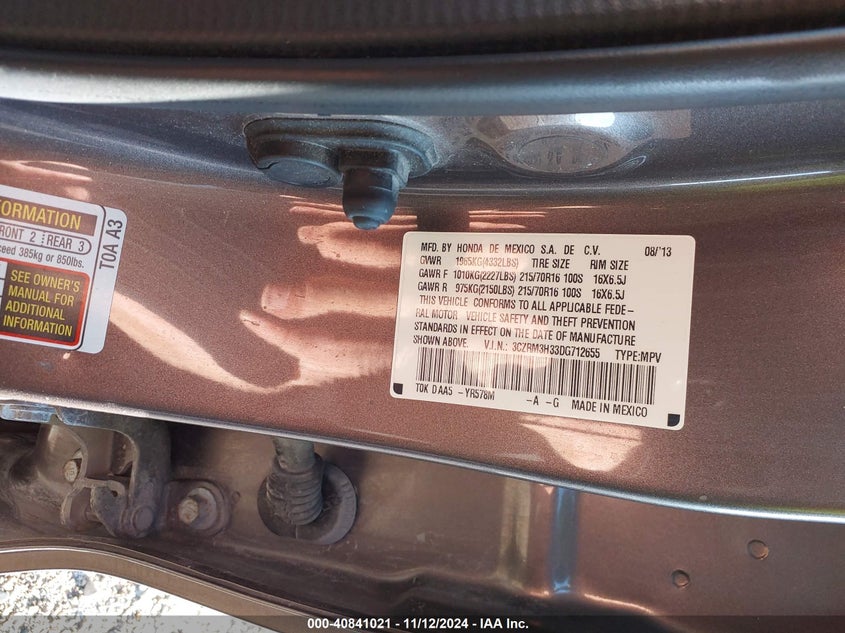 ORMATION
FRONT 2 REAR 3
ceed 385kg or 850lbs.
SEE OWNER'S
MANUAL FOR
ADDITIONAL
INFORMATION
T0A A3
MFD. BY HONDA DE MEXICO S.A. DE C.V. 08/'13
GVWR 1965KG(4332LBS) TIRE SIZE RIM SIZE
GAWR F 1010KG(2227LBS) 215/70R16 100S 16X6.5J
GAWR R 975KG(2150LBS) 215/70R16 100S 16X6.5J
THIS VEHICLE CONFORMS TO ALL APPLICABLE FEDE-
RAL MOTOR VEHICLE SAFETY AND THEFT PREVENTION
STANDARDS IN EFFECT ON THE DATE OF MANUFACTURE
SHOWN ABOVE. V.I.N.: 3CZRM3H33DG712655 TYPE:MPV
T0K DAA5 -YR578M -A -G MADE IN MEXICO
000-40841021 - 11/12/2024 - IAA Inc.